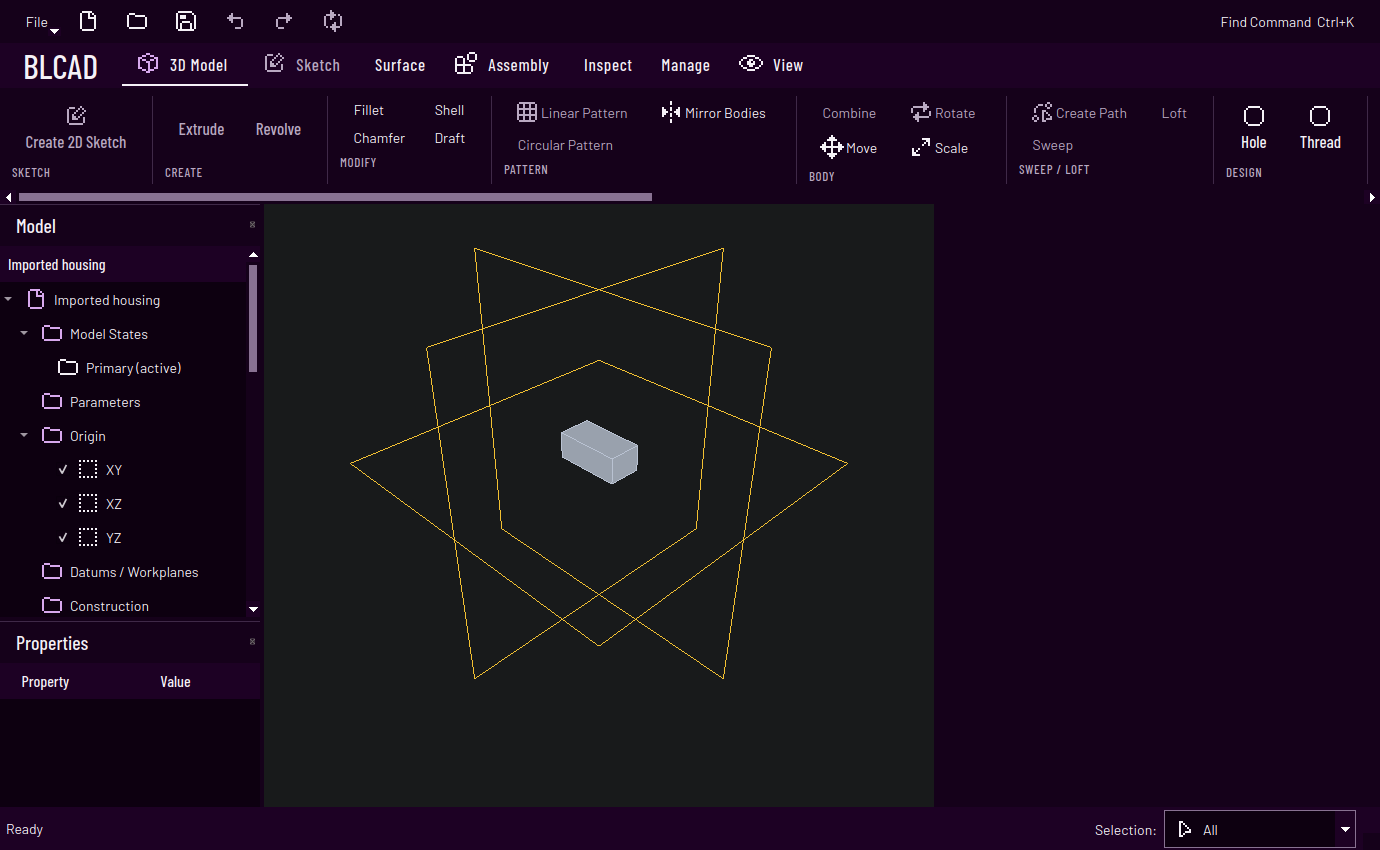 File
Find Command Ctrl+K
BLCAD
3D Model
Sketch
Surface
Assembly
Inspect
Manage
View
Create 2D Sketch
SKETCH
Extrude
Revolve
CREATE
Fillet
Shell
Chamfer
Draft
MODIFY
Linear Pattern
Mirror Bodies
Circular Pattern
PATTERN
Combine
Rotate
Move
Scale
BODY
Create Path
Loft
Sweep
SWEEP / LOFT
Hole
Thread
DESIGN
Model
Imported housing
Imported housing
Model States
Primary (active)
Parameters
Origin
XY
XZ
YZ
Datums / Workplanes
Construction
Properties
Property
Value
Ready
Selection:
All